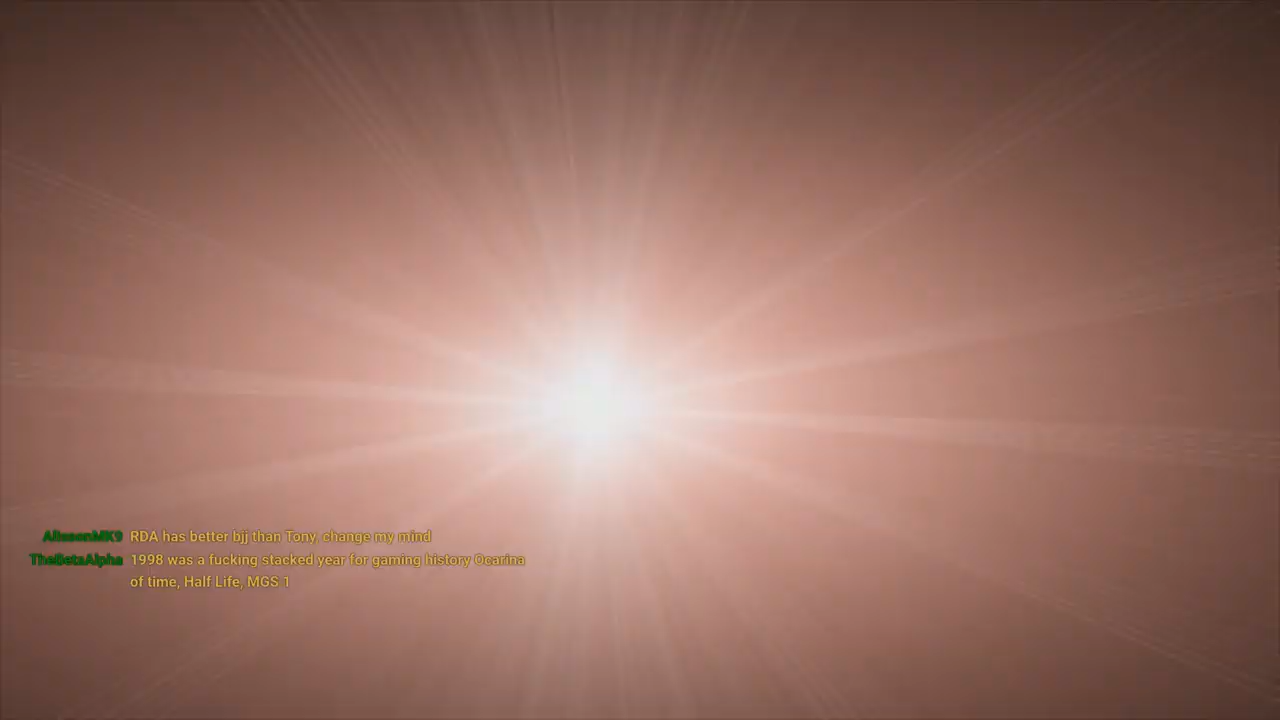 AlissonMK9 RDA has better bjj than Tony, change my mind
TheBetaAlpha 1998 was a fucking stacked year for gaming history Ocarina
of time, Half Life, MGS 1